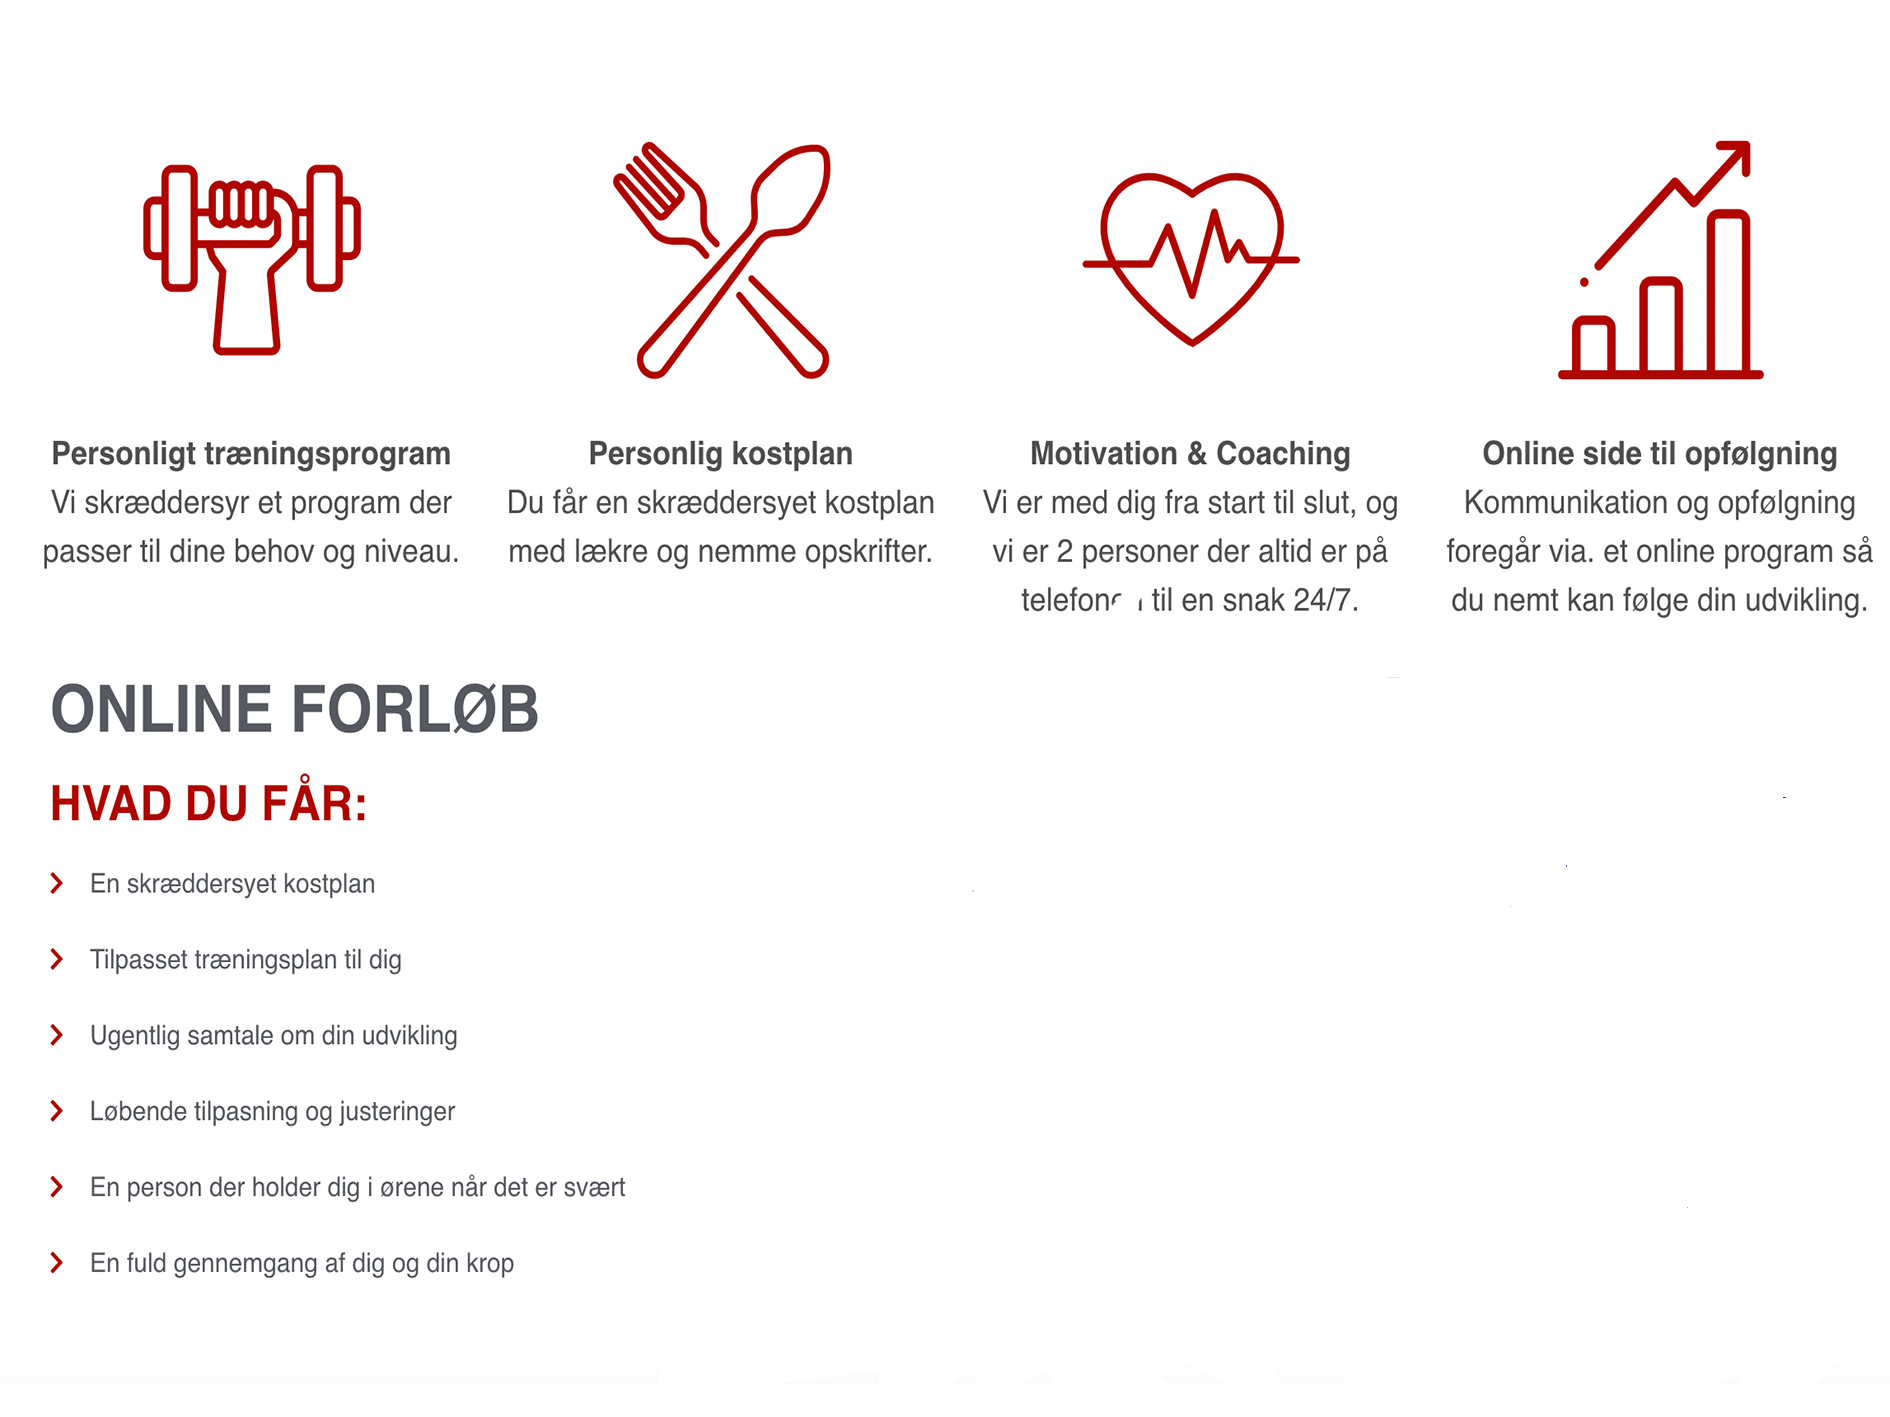 Personligt træningsprogram
Vi skræddersyr et program der
passer til dine behov og niveau.
Personlig kostplan
Du får en skræddersyet kostplan
med lækre og nemme opskrifter.
Motivation & Coaching
Vi er med dig fra start til slut, og
vi er 2 personer der altid er på
til en snak 24/7.
Online side til opfølgning
Kommunikation og opfølgning
foregår via. et online program så
du nemt kan følge din udvikling.
ONLINE FORLØB
HVAD DU FÅR:
En skræddersyet kostplan
Tilpasset træningsplan til dig
Ugentlig samtale om din udvikling
Løbende tilpasning og justeringer
En person der holder dig i ørene når det er svært
En fuld gennemgang af dig og din krop